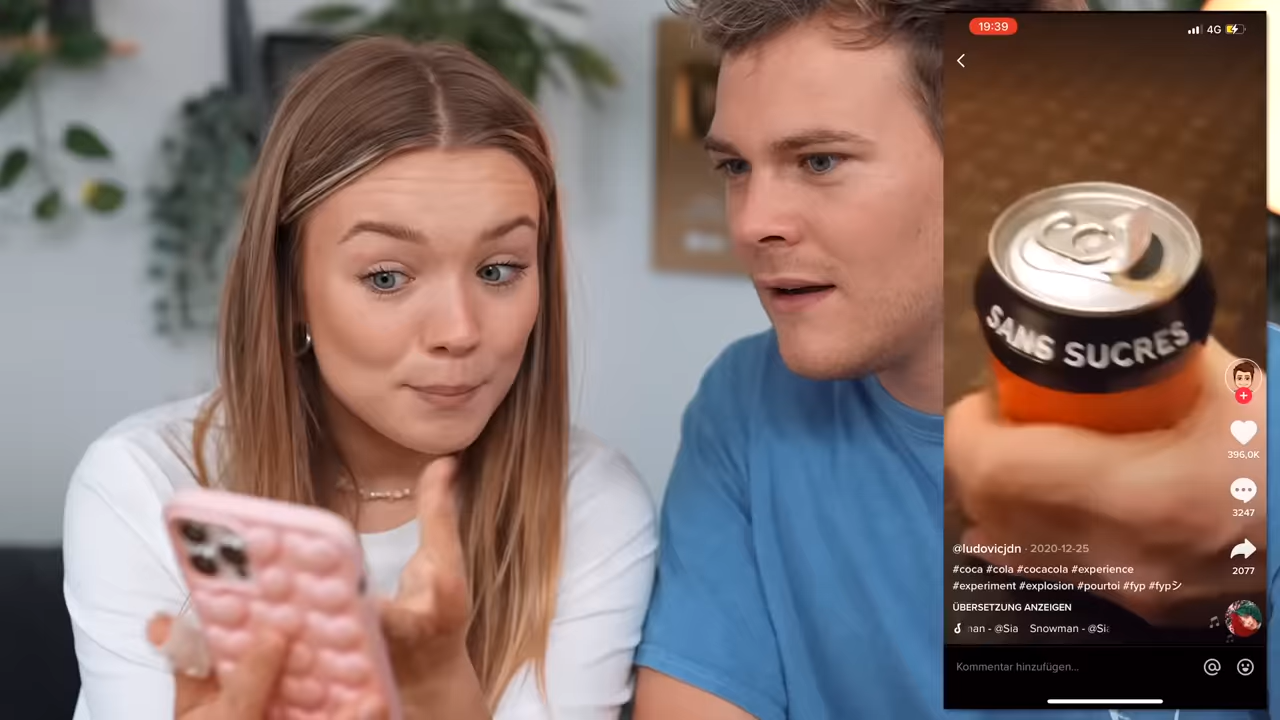 19:39
4G
SANS SUCRES
396,0K
3247
@ludovicjdn · 2020-12-25
#coca #cola #cocacola #experience
#experiment #explosion #pourtoi #fyp #fypシ
2077
ÜBERSETZUNG ANZEIGEN
- @Sia Snowman - @Sia
Kommentar hinzufügen...